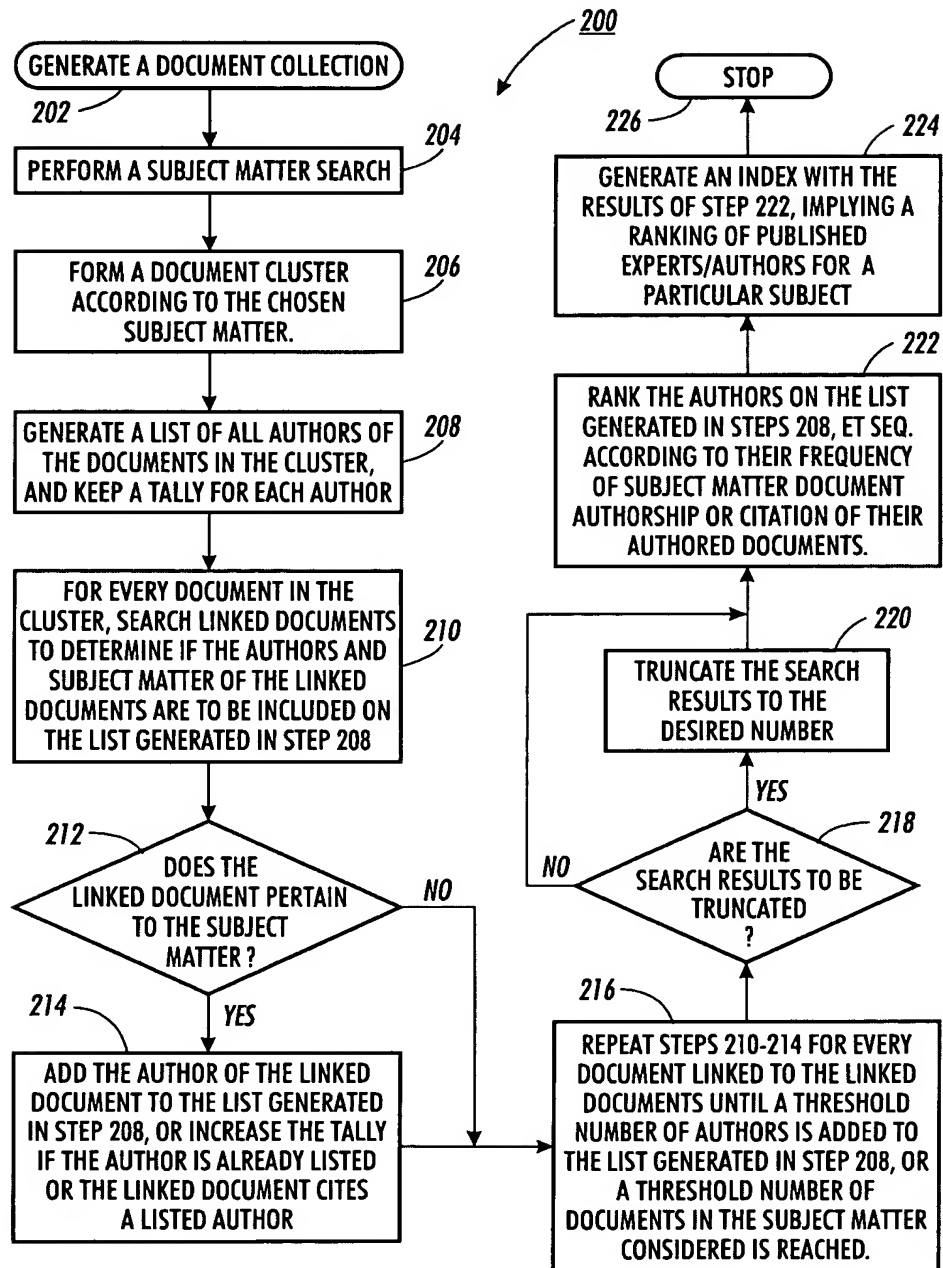 200
GENERATE A DOCUMENT COLLECTION
202
204
PERFORM A SUBJECT MATTER SEARCH
206
FORM A DOCUMENT CLUSTER
ACCORDING TO THE CHOSEN
SUBJECT MATTER.
208
GENERATE A LIST OF ALL AUTHORS OF
THE DOCUMENTS IN THE CLUSTER,
AND KEEP A TALLY FOR EACH AUTHOR
210
FOR EVERY DOCUMENT IN THE
CLUSTER, SEARCH LINKED DOCUMENTS
TO DETERMINE IF THE AUTHORS AND
SUBJECT MATTER OF THE LINKED
DOCUMENTS ARE TO BE INCLUDED ON
THE LIST GENERATED IN STEP 208
212
DOES THE
LINKED DOCUMENT PERTAIN
TO THE SUBJECT
MATTER ?
NO
YES
214
ADD THE AUTHOR OF THE LINKED
DOCUMENT TO THE LIST GENERATED
IN STEP 208, OR INCREASE THE TALLY
IF THE AUTHOR IS ALREADY LISTED
OR THE LINKED DOCUMENT CITES
A LISTED AUTHOR
216
REPEAT STEPS 210-214 FOR EVERY
DOCUMENT LINKED TO THE LINKED
DOCUMENTS UNTIL A THRESHOLD
NUMBER OF AUTHORS IS ADDED TO
THE LIST GENERATED IN STEP 208, OR
A THRESHOLD NUMBER OF
DOCUMENTS IN THE SUBJECT MATTER
CONSIDERED IS REACHED.
218
ARE THE
SEARCH RESULTS TO BE
TRUNCATED
?
NO
YES
220
TRUNCATE THE SEARCH
RESULTS TO THE
DESIRED NUMBER
222
RANK THE AUTHORS ON THE LIST
GENERATED IN STEPS 208, ET SEQ.
ACCORDING TO THEIR FREQUENCY
OF SUBJECT MATTER DOCUMENT
AUTHORSHIP OR CITATION OF THEIR
AUTHORED DOCUMENTS.
224
GENERATE AN INDEX WITH THE
RESULTS OF STEP 222, IMPLYING A
RANKING OF PUBLISHED
EXPERTS/AUTHORS FOR A
PARTICULAR SUBJECT
226
STOP